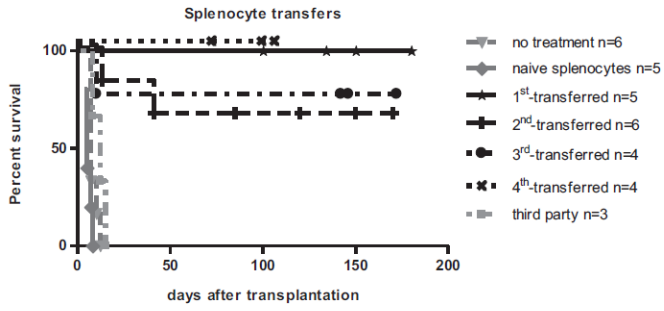 Splenocyte transfers
100
50
0
0
50
100
150
200
Percent survival
days after transplantation
no treatment n=6
naive splenocytes n=5
1st-transferred n=5
2nd-transferred n=6
3rd-transferred n=4
4th-transferred n=4
third party n=3